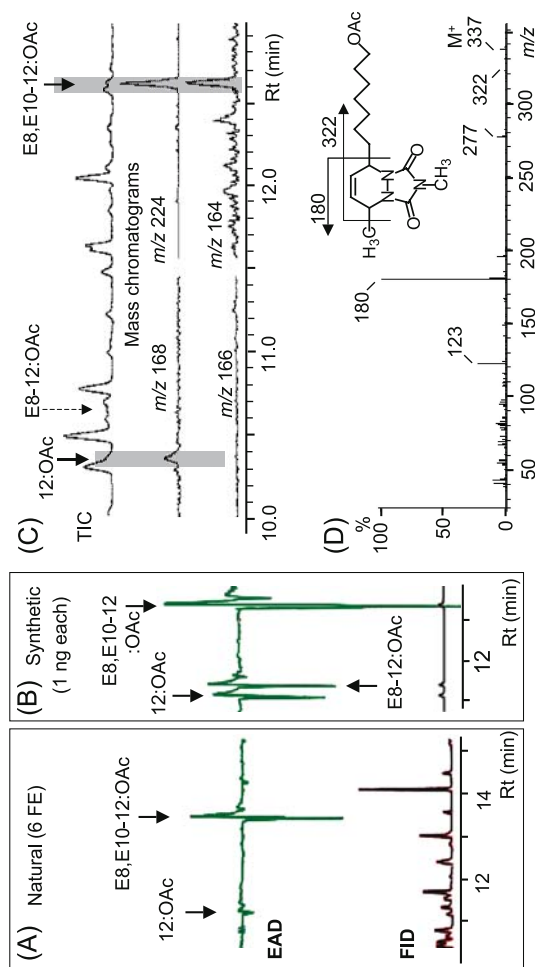 (A)
Natural (6 FE)
12:OAc
E8,E10-12:OAc
EAD
FID
12
14
Rt (min)
(B)
Synthetic
(1 ng each)
12:OAc
E8,E10-12
:OAc
E8-12:OAc
12
Rt (min)
(C)
12:OAc
E8-12:OAc
E8,E10-12:OAc
TIC
Mass chromatograms
m/z 168
m/z 224
m/z 166
m/z 164
10.0
11.0
12.0
Rt (min)
(D)
%
100
50
0
180
123
277
322
M+
337
180
322
OAc
H₃C
N
N
N
O
O
CH₃
50
100
150
200
250
300
m/z